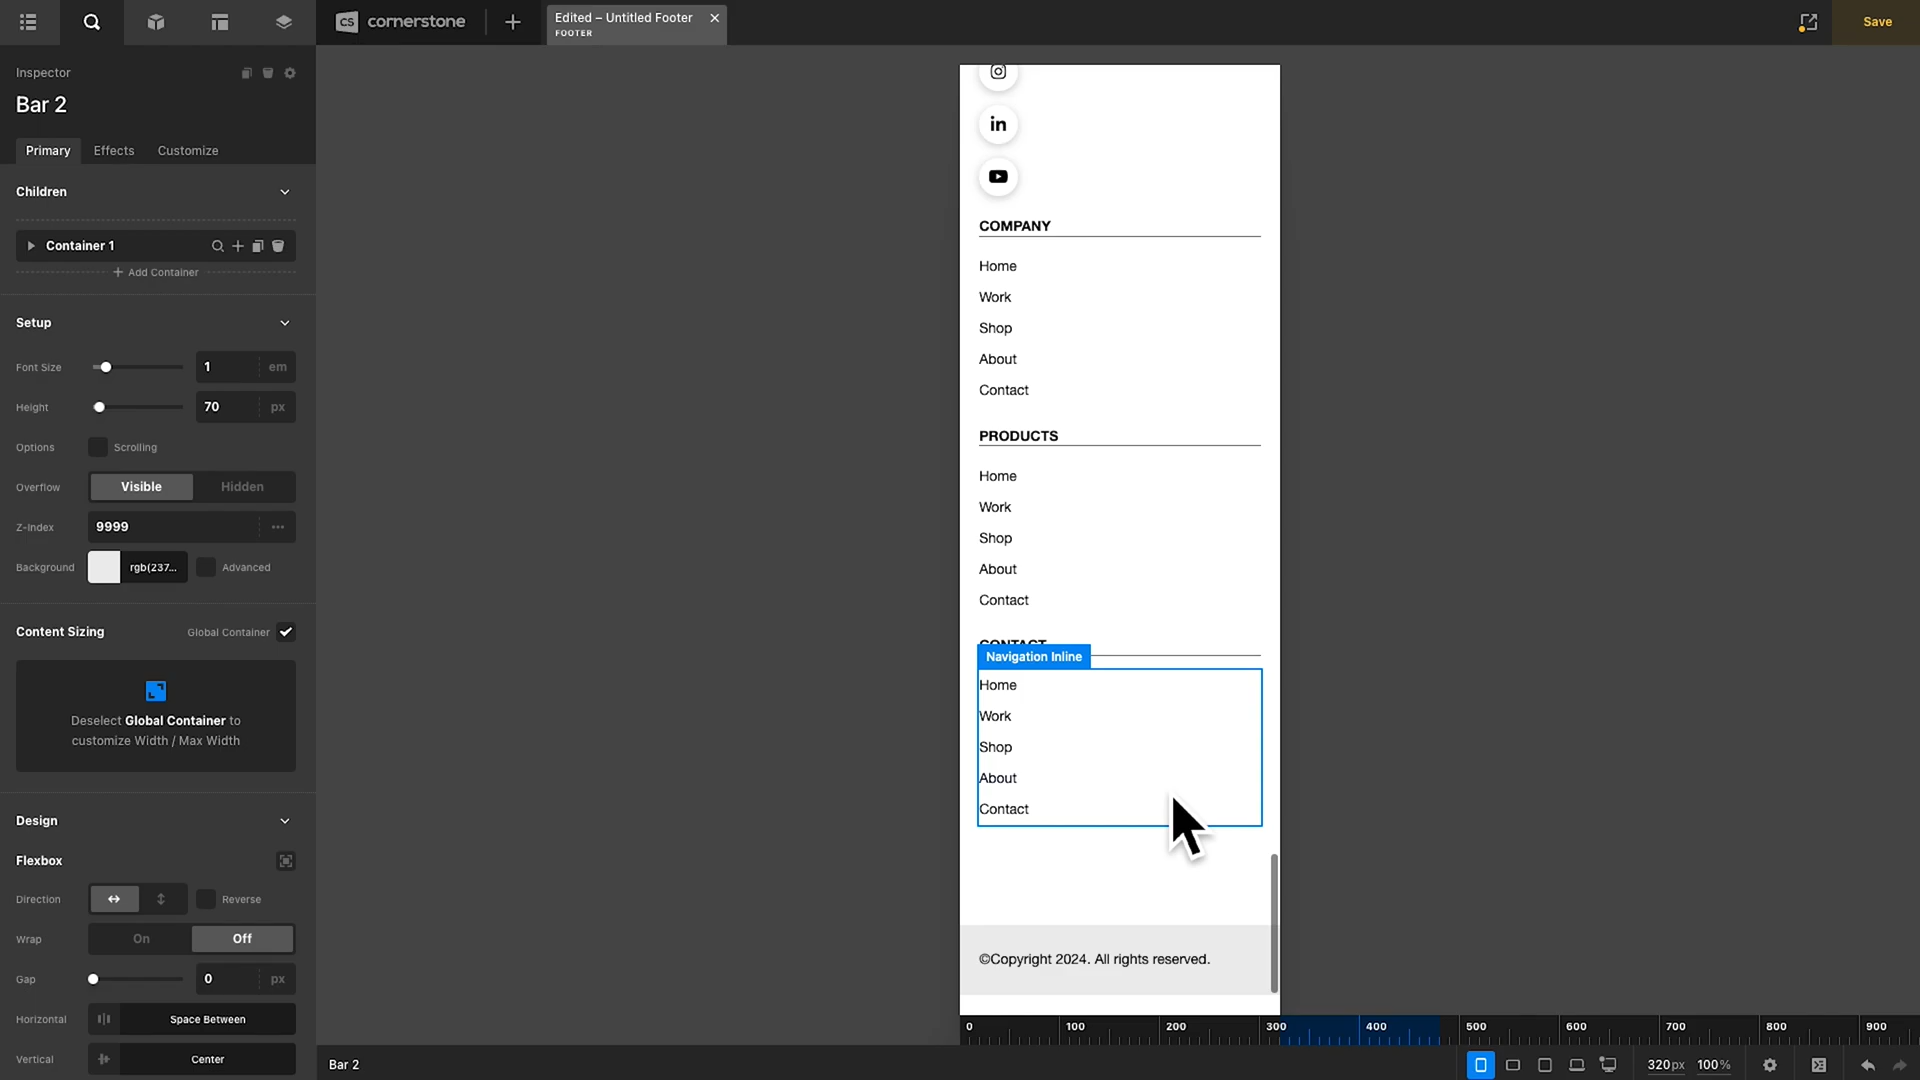 CS cornerstone
Edited – Untitled Footer
FOOTER
Save
Inspector
Bar 2
Primary
Effects
Customize
Children
Container 1
Add Container
Setup
Font Size
1
em
Height
70
px
Options
Scrolling
Overflow
Visible
Hidden
Z-Index
9999
Background
rgb(237...
Advanced
Content Sizing
Global Container
Deselect Global Container to
customize Width / Max Width
Design
Flexbox
Direction
Reverse
Wrap
On
Off
Gap
0
px
Horizontal
Space Between
Vertical
Center
in
COMPANY
Home
Work
Shop
About
Contact
PRODUCTS
Home
Work
Shop
About
Contact
CONTACT
Navigation Inline
Home
Work
Shop
About
Contact
©Copyright 2024. All rights reserved.
0
100
200
300
400
500
600
700
800
900
Bar 2
320px
100%